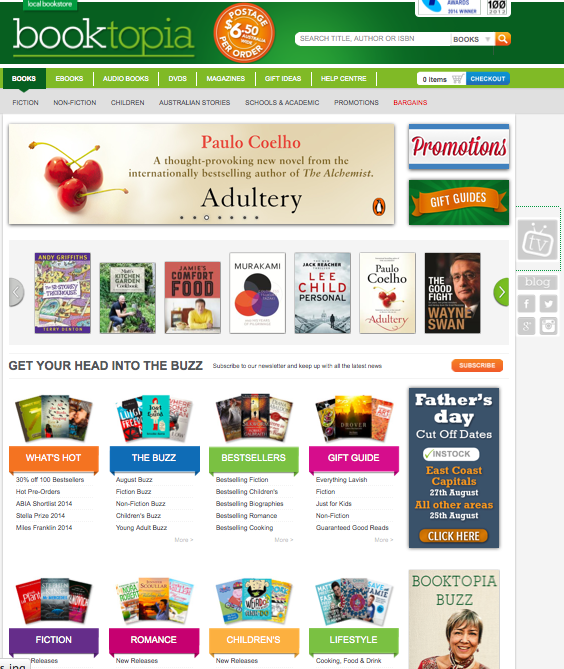 local bookstore
booktopia
POSTAGE
$6.50
AUSTRALIA WIDE
PER ORDER
AWARDS
2014 WINNER
100
2012
SEARCH TITLE, AUTHOR OR ISBN
BOOKS
BOOKS
EBOOKS
AUDIO BOOKS
DVDS
MAGAZINES
GIFT IDEAS
HELP CENTRE
0 items
CHECKOUT
FICTION
NON-FICTION
CHILDREN
AUSTRALIAN STORIES
SCHOOLS & ACADEMIC
PROMOTIONS
BARGAINS
Paulo Coelho
A thought-provoking new novel from the
internationally bestselling author of The Alchemist.
Adultery
Promotions
GIFT GUIDES
tv
blog
ANDY GRIFFITHS
The 52-STOREY
TREEHOUSE
TERRY DENTON
KITCHEN
GARDEN
Cookbook
JAMIE'S
COMFORT
FOOD
MURAKAMI
JACK REACHER
LEE
CHILD
PERSONAL
Paulo
Coelho
Adultery
THE
GOOD
FIGHT
WAYNE
SWAN
GET YOUR HEAD INTO THE BUZZ
Subscribe to our newsletter and keep up with all the latest news
SUBSCRIBE
WHAT'S HOT
30% off 100 Bestsellers
Hot Pre-Orders
ABIA Shortlist 2014
Stella Prize 2014
Miles Franklin 2014
THE BUZZ
August Buzz
Fiction Buzz
Non-Fiction Buzz
Children's Buzz
Young Adult Buzz
More >
BESTSELLERS
Bestselling Fiction
Bestselling Children's
Bestselling Biographies
Bestselling Romance
Bestselling Cooking
More >
DROVER
GIFT GUIDE
Everything Lavish
Fiction
Just for Kids
Non-Fiction
Guaranteed Good Reads
More >
Father's
day
Cut Off Dates
INSTOCK
East Coast
Capitals
27th August
All other areas
25th August
CLICK HERE
FICTION
Releases
ROMANCE
New Releases
WEIRDO
CHILDREN'S
New Releases
LIFESTYLE
Cooking, Food & Drink
BOOKTOPIA
BUZZ
s.jpg